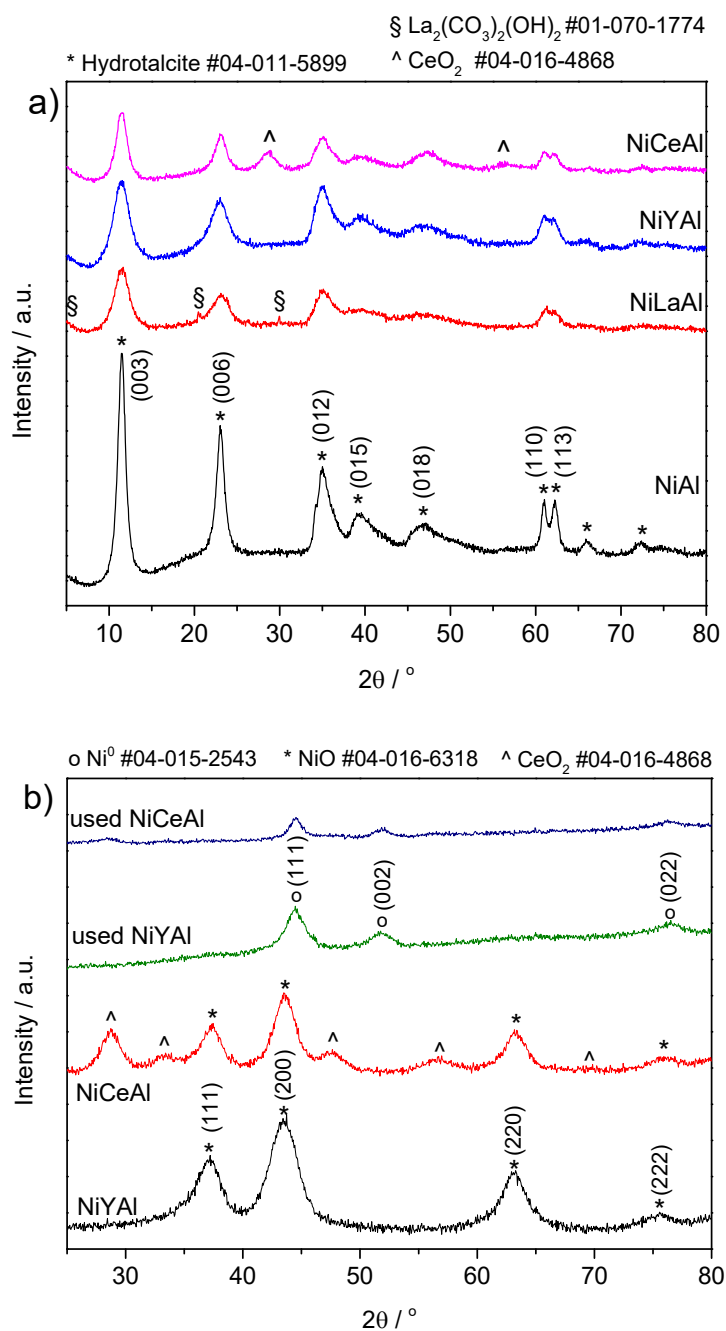 § La₂(CO₃)₂(OH)₂ #01-070-1774
* Hydrotalcite #04-011-5899 ^ CeO₂ #04-016-4868
a)
^ ^
NiCeAl
NiYAl
§ § §
NiLaAl
* (003)
* (006)
* (012)
* (015)
* (018)
* (110)
* (113)
* *
NiAl
Intensity / a.u.
10 20 30 40 50 60 70 80
2θ / °
o Ni⁰ #04-015-2543 * NiO #04-016-6318 ^ CeO₂ #04-016-4868
b)
used NiCeAl
o (111)
o (002)
o (022)
used NiYAl
^ ^ * * ^ ^ * ^ *
NiCeAl
* (111)
* (200)
* (220)
* (222)
NiYAl
Intensity / a.u.
30 40 50 60 70 80
2θ / °